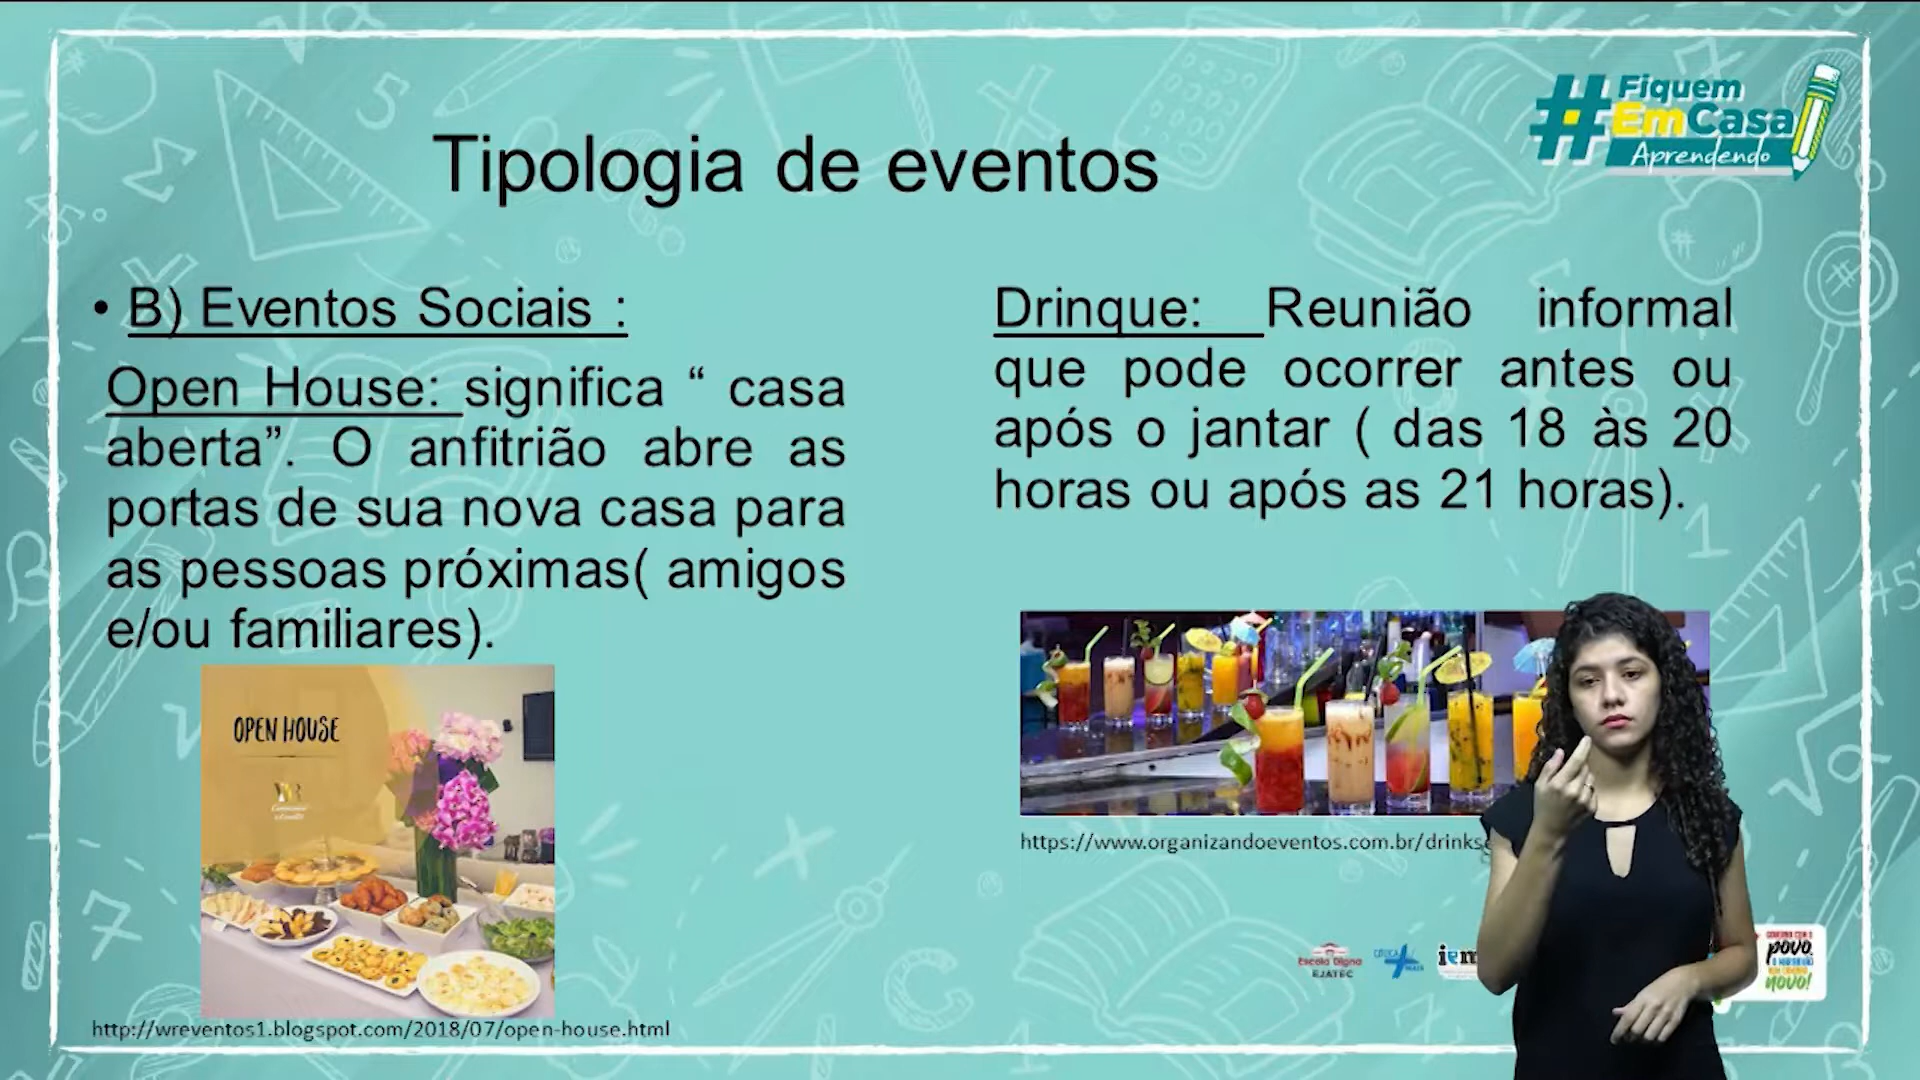 #Fiquem
EmCasa
Aprendendo
Tipologia de eventos
• B) Eventos Sociais :
Open House: significa “ casa
aberta”. O anfitrião abre as
portas de sua nova casa para
as pessoas próximas( amigos
e/ou familiares).
Drinque: Reunião informal
que pode ocorrer antes ou
após o jantar ( das 18 às 20
horas ou após as 21 horas).
OPEN HOUSE
http://wreventos1.blogspot.com/2018/07/open-house.html
https://www.organizandoeventos.com.br/drinks
Escola Digna
EJATEC
povo,
novo!